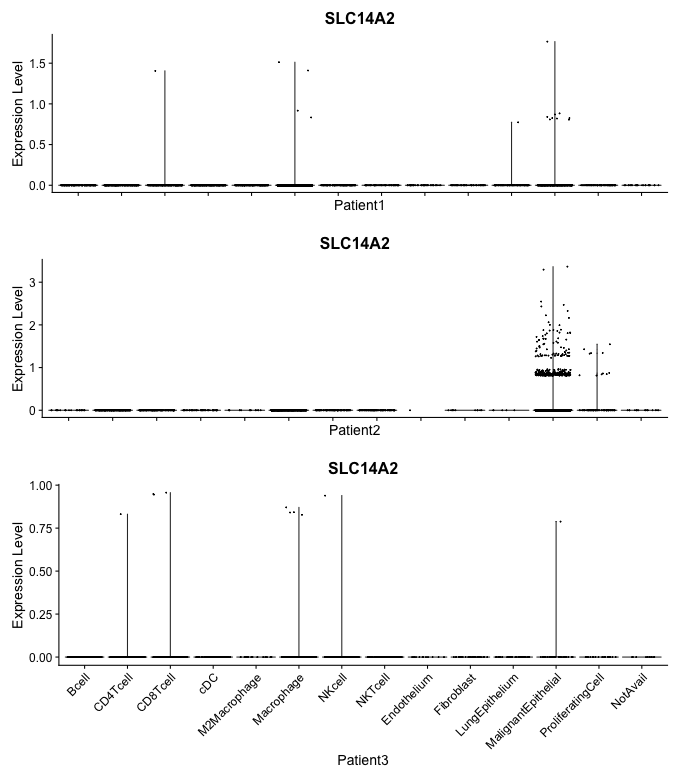 SLC14A2
Expression Level
1.5
1.0
0.5
0.0
Patient1
SLC14A2
Expression Level
3
2
1
0
Patient2
SLC14A2
Expression Level
1.00
0.75
0.50
0.25
0.00
Bcell
CD4Tcell
CD8Tcell
cDC
M2Macrophage
Macrophage
NKcell
NKTcell
Endothelium
Fibroblast
LungEpithelium
MalignantEpithelial
ProliferatingCell
NotAvail
Patient3